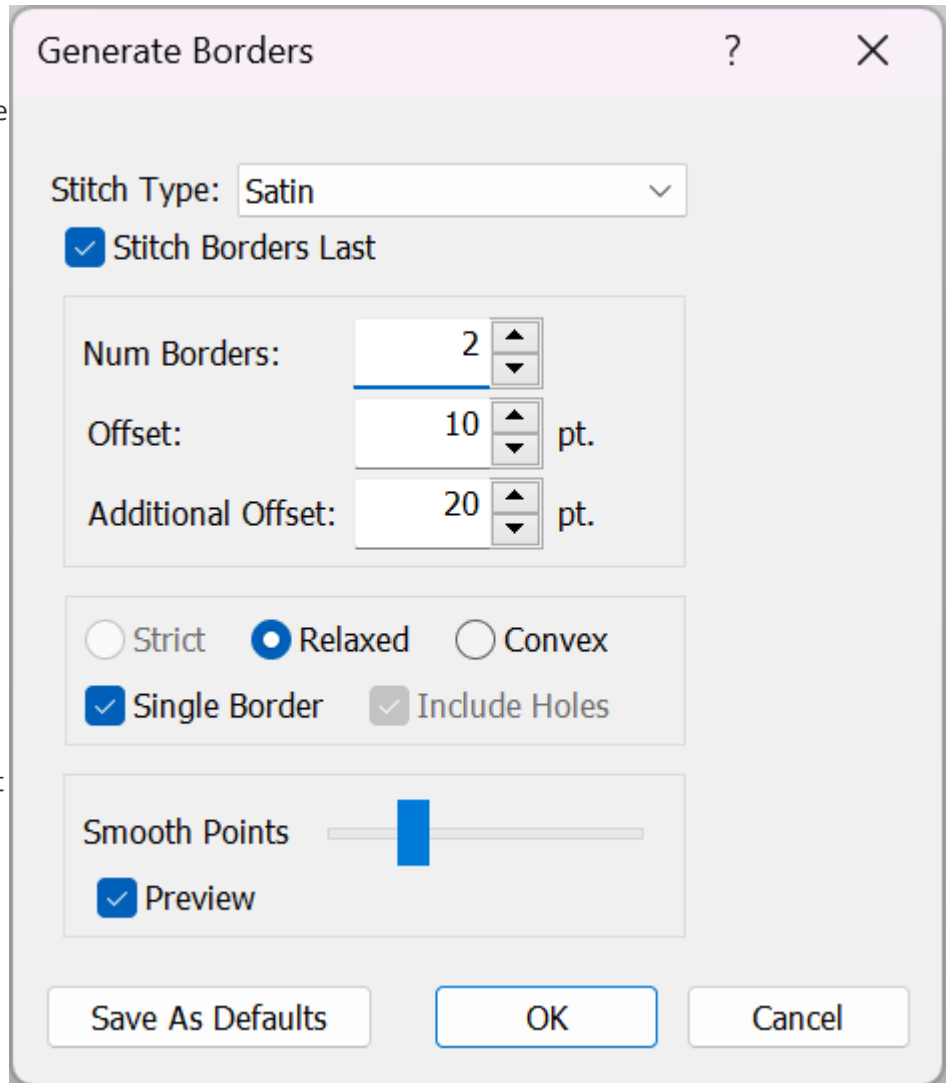 Generate Borders ?
e
Stitch Type: Satin
Stitch Borders Last
Num Borders: 2
Offset: 10 pt.
Additional Offset: 20 pt.
Strict Relaxed Convex
Single Border Include Holes
t
Smooth Points
Preview
Save As Defaults OK Cancel